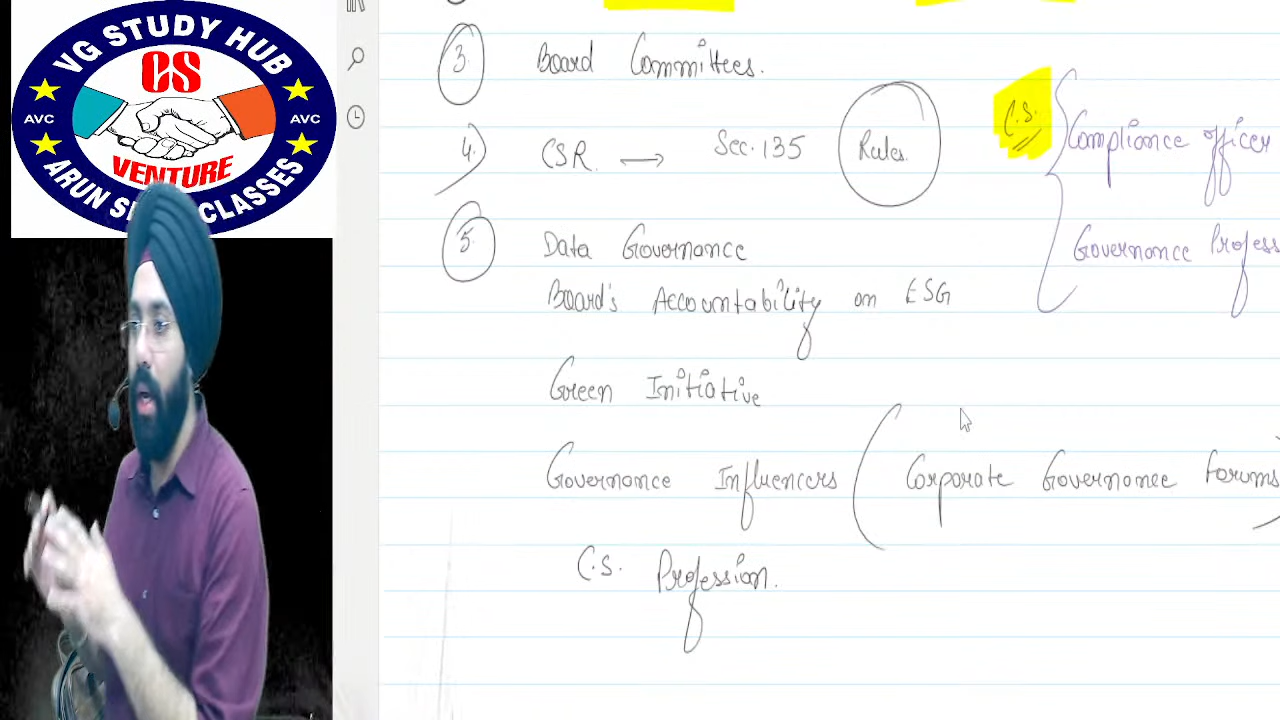 VG STUDY HUB
CS
AVC
AVC
VENTURE
3. Board Committees.
4. CSR. → Sec. 135 Rules.
C.S.
Compliance officer
5. Data Governance
Governance Profess
Board's Accountability on ESG
Green Initiative
Governance Influencers ( Corporate Governance Forums )
C.S. Profession.